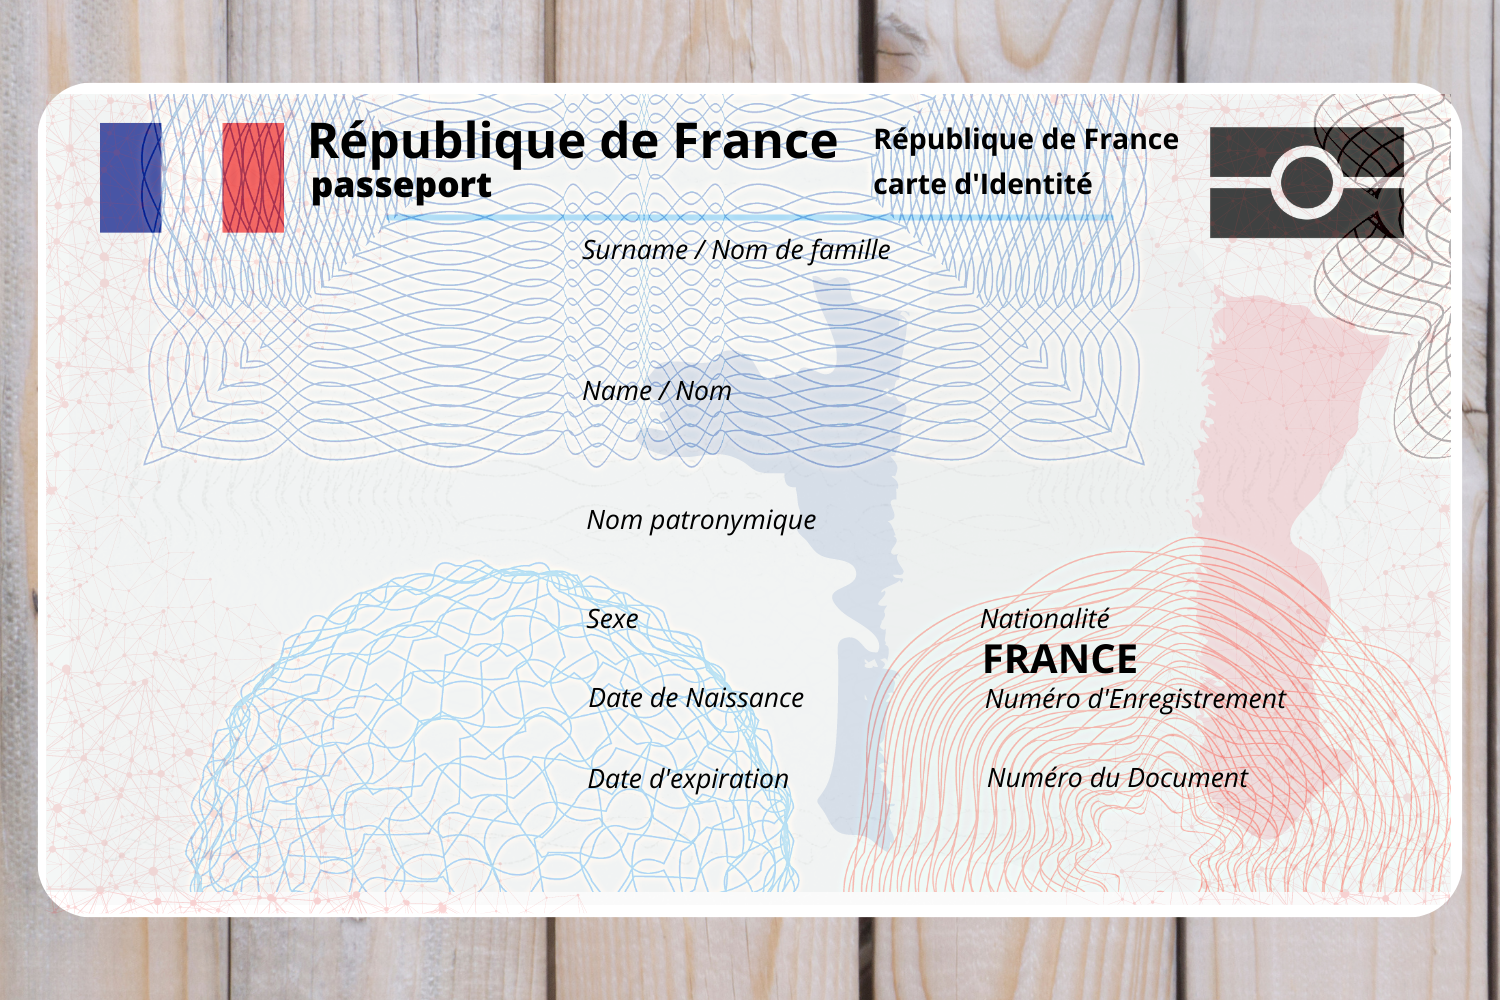 République de France
passeport
République de France
carte d'Identité
Surname / Nom de famille
Name / Nom
Nom patronymique
Sexe
Nationalité
FRANCE
Date de Naissance
Numéro d'Enregistrement
Date d'expiration
Numéro du Document